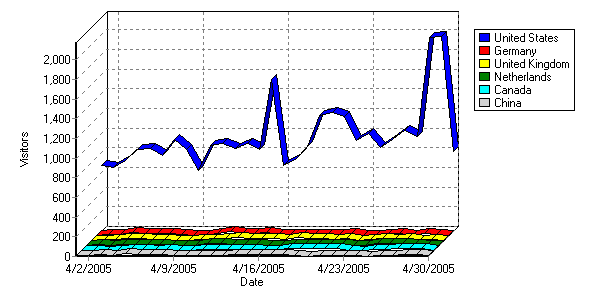 2,000
1,800
1,600
1,400
1,200
1,000
800
600
400
200
0
Visitors
4/2/2005
4/9/2005
4/16/2005
4/23/2005
4/30/2005
Date
United States
Germany
United Kingdom
Netherlands
Canada
China